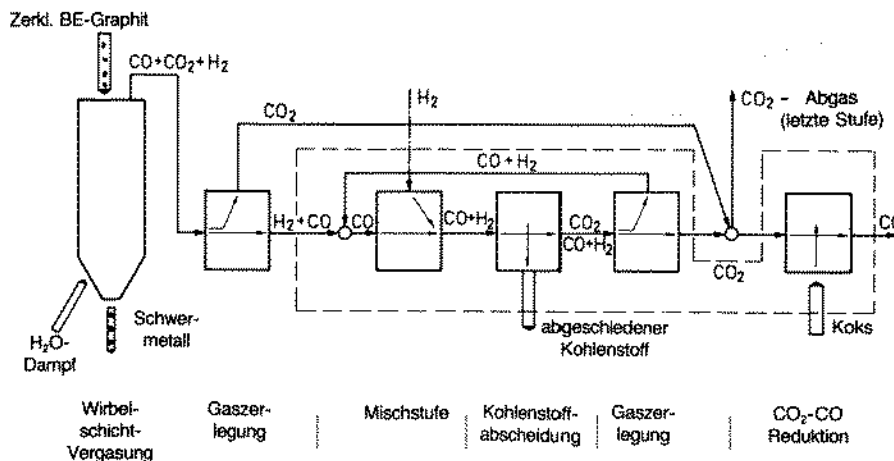 Zerkl. BE-Graphit
CO+CO₂+H₂
H₂
CO₂
CO₂ - Abgas
(letzte Stufe)
CO+H₂
H₂+CO
CO
CO+H₂
CO₂
CO+H₂
CO₂
CO
H₂O-
Dampf
Schwer-
metall
abgeschiedener
Kohlenstoff
Koks
Wirbel-
schicht-
Vergasung
Gaszer-
legung
Mischstufe
Kohlenstoff-
abscheidung
Gaszer-
legung
CO₂-CO
Reduktion